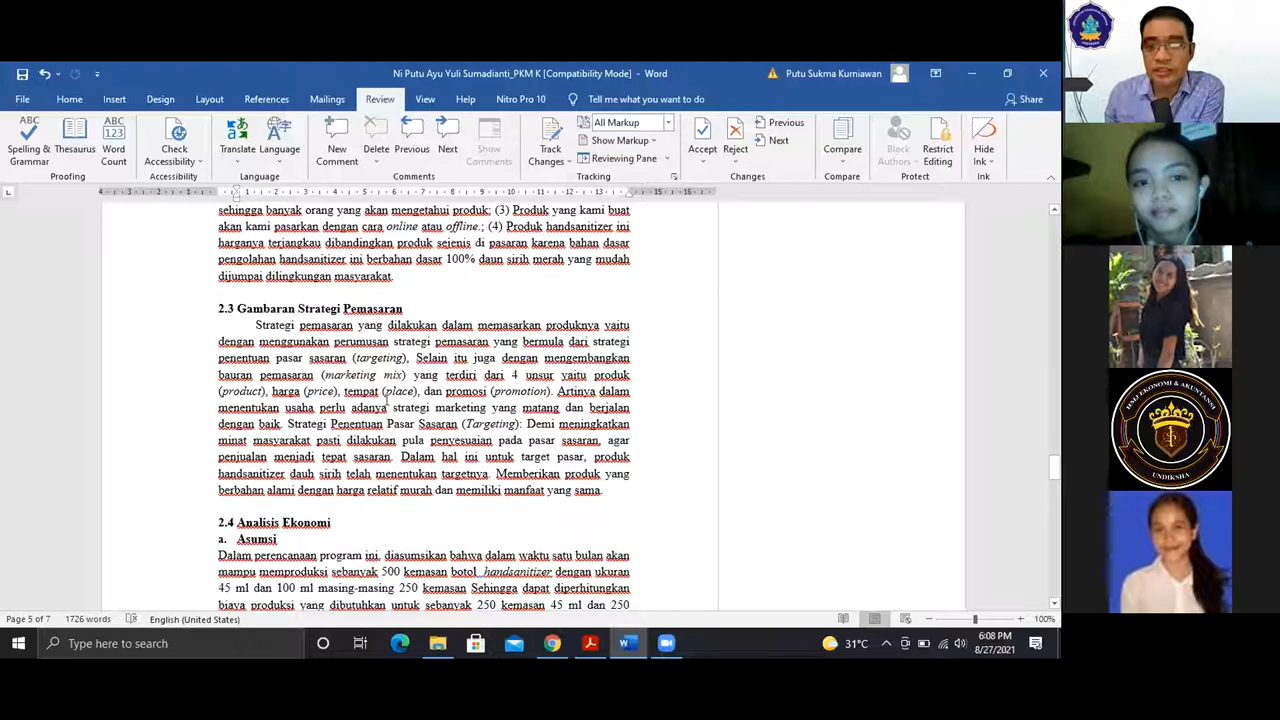 Ni Putu Ayu Yuli Sumadianti_PKM K [Compatibility Mode] - Word
Putu Sukma Kurniawan
File Home Insert Design Layout References Mailings Review View Help Nitro Pro 10 Tell me what you want to do Share
Spelling & Grammar
Thesaurus
Word Count
Check Accessibility
Translate
Language
New Comment
Delete
Previous
Next
Show Comments
Track Changes
All Markup
Show Markup
Reviewing Pane
Accept
Reject
Previous
Next
Compare
Block Authors
Restrict Editing
Hide Ink
Proofing Accessibility Language Comments Tracking Changes Compare Protect Ink
sehingga banyak orang yang akan mengetahui produk; (3) Produk yang kami buat
akan kami pasarkan dengan cara online atau offline.; (4) Produk handsanitizer ini
harganya terjangkau dibandingkan produk sejenis di pasaran karena bahan dasar
pengolahan handsanitizer ini berbahan dasar 100% daun sirih merah yang mudah
dijumpai dilingkungan masyarakat.
2.3 Gambaran Strategi Pemasaran
Strategi pemasaran yang dilakukan dalam memasarkan produknya yaitu
dengan menggunakan perumusan strategi pemasaran yang bermula dari strategi
penentuan pasar sasaran (targeting), Selain itu juga dengan mengembangkan
bauran pemasaran (marketing mix) yang terdiri dari 4 unsur yaitu produk
(product), harga (price), tempat (place), dan promosi (promotion). Artinya dalam
menentukan usaha perlu adanya strategi marketing yang matang dan berjalan
dengan baik. Strategi Penentuan Pasar Sasaran (Targeting): Demi meningkatkan
minat masyarakat pasti dilakukan pula penyesuaian pada pasar sasaran, agar
penjualan menjadi tepat sasaran. Dalam hal ini untuk target pasar, produk
handsanitizer dauh sirih telah menentukan targetnya. Memberikan produk yang
berbahan alami dengan harga relatif murah dan memiliki manfaat yang sama.
2.4 Analisis Ekonomi
a. Asumsi
Dalam perencanaan program ini, diasumsikan bahwa dalam waktu satu bulan akan
mampu memproduksi sebanyak 500 kemasan botol handsanitizer dengan ukuran
45 ml dan 100 ml masing-masing 250 kemasan Sehingga dapat diperhitungkan
biaya produksi yang dibutuhkan untuk sebanyak 250 kemasan 45 ml dan 250
Page 5 of 7 1726 words English (United States) 100%
Type here to search
31°C
6:08 PM
8/27/2021
HMJ EKONOMI & AKUNTANSI
UNDIKSHA